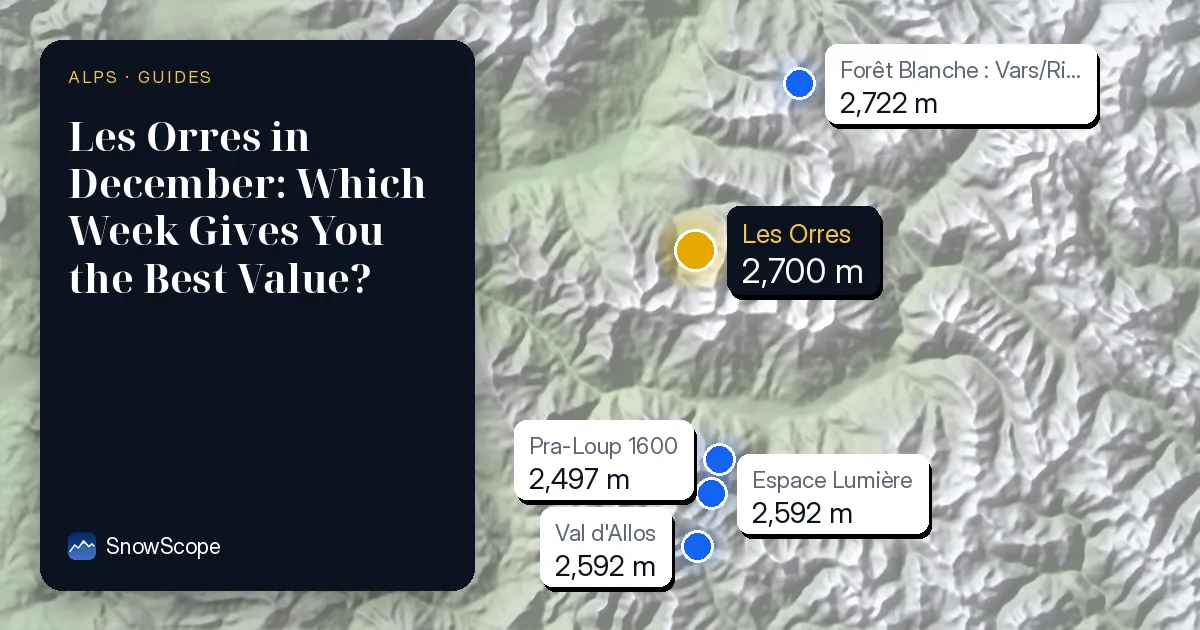 ALPS · GUIDES
Les Orres in
December: Which
Week Gives You
the Best Value?
SnowScope
Forêt Blanche : Vars/Ri...
2,722 m
Les Orres
2,700 m
Pra-Loup 1600
2,497 m
Espace Lumière
2,592 m
Val d'Allos
2,592 m